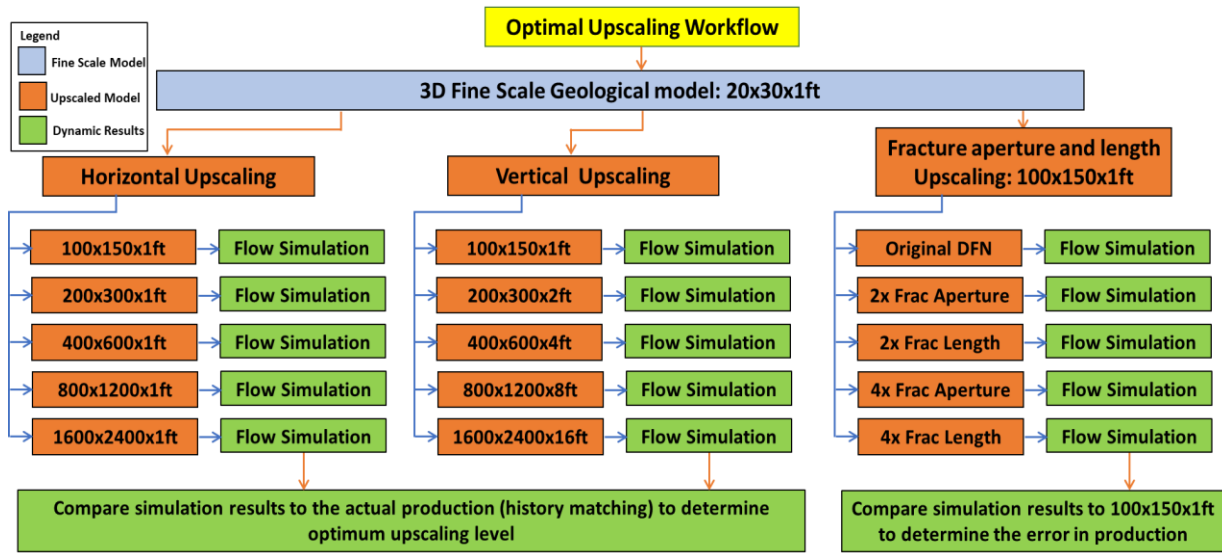 Optimal Upscaling Workflow
Legend
Fine Scale Model
Upscaled Model
Dynamic Results
3D Fine Scale Geological model: 20x30x1ft
Horizontal Upscaling
100x150x1ft
Flow Simulation
200x300x1ft
Flow Simulation
400x600x1ft
Flow Simulation
800x1200x1ft
Flow Simulation
1600x2400x1ft
Flow Simulation
Vertical Upscaling
100x150x1ft
Flow Simulation
200x300x2ft
Flow Simulation
400x600x4ft
Flow Simulation
800x1200x8ft
Flow Simulation
1600x2400x16ft
Flow Simulation
Compare simulation results to the actual production (history matching) to determine
optimum upscaling level
Fracture aperture and length
Upscaling: 100x150x1ft
Original DFN
Flow Simulation
2x Frac Aperture
Flow Simulation
2x Frac Length
Flow Simulation
4x Frac Aperture
Flow Simulation
4x Frac Length
Flow Simulation
Compare simulation results to 100x150x1ft
to determine the error in production